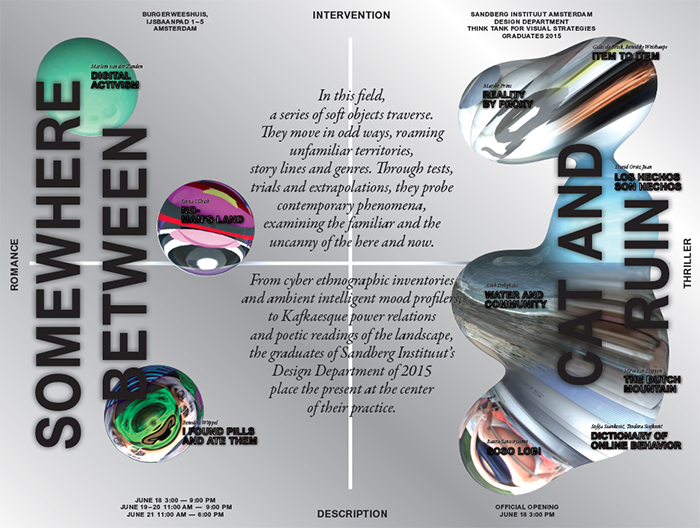 BURGERWEESHUIS,
IJSBAANPAD 1–5
AMSTERDAM
INTERVENTION
SANDBERG INSTITUUT AMSTERDAM
DESIGN DEPARTMENT
THINK TANK FOR VISUAL STRATEGIES
GRADUATES 2015
ROMANCE
SOMEWHERE
BETWEEN
Marleen van der Zanden
DIGITAL
ACTIVISM
NO-
MAN'S LAND
I FOUND PILLS
AND ATE THEM
In this field,
a series of soft objects traverse.
They move in odd ways, roaming
unfamiliar territories,
story lines and genres. Through tests,
trials and extrapolations, they probe
contemporary phenomena,
examining the familiar and the
uncanny of the here and now.
From cyber ethnographic inventories
and ambient intelligent mood profilers,
to Kafkaesque power relations
and poetic readings of the landscape,
the graduates of Sandberg Instituut's
Design Department of 2015
place the present at the center
of their practice.
ITEM TO ITEM
REALITY
BY PROXY
LOS HECHOS
SON HECHOS
CAT AND
RUIN
WATER AND
COMMUNITY
THE DUTCH
MOUNTAIN
SOSO LOBI
DICTIONARY OF
ONLINE BEHAVIOR
THRILLER
JUNE 18 3:00 — 9:00 PM
JUNE 19–20 11:00 AM — 9:00 PM
JUNE 21 11:00 AM — 6:00 PM
DESCRIPTION
OFFICIAL OPENING
JUNE 18 3:00 PM